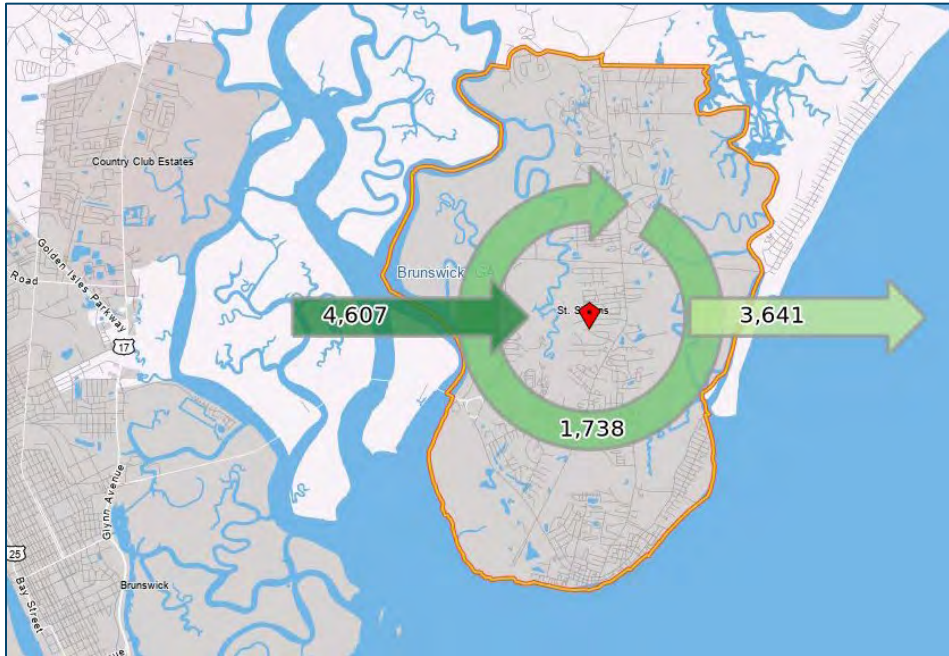 Country Club Estates
Golden Isles Parkway
Road
17
Brunswick
4,607
St.
3,641
1,738
Glynn Avenue
25
Bay Street
Brunswick
Avenue